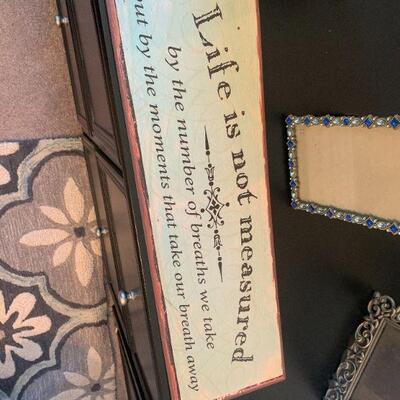 Life is not measured
by the number of breaths we take
but by the moments that take our breath away